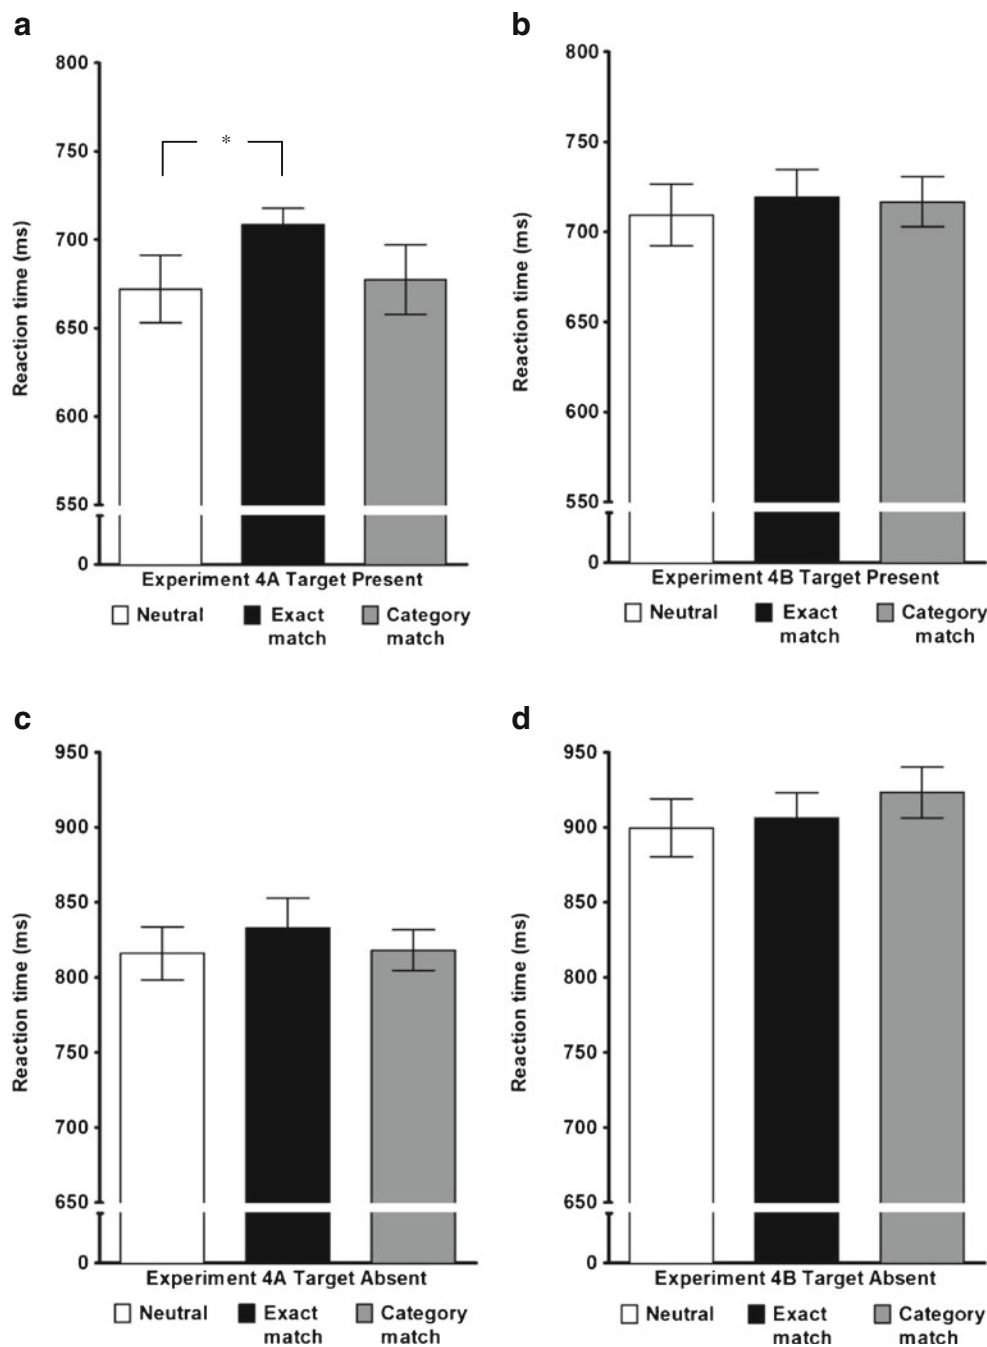 a
800
750
*
700
650
600
550
0
Reaction time (ms)
Experiment 4A Target Present
Neutral Exact match Category match
b
800
750
700
650
600
550
0
Reaction time (ms)
Experiment 4B Target Present
Neutral Exact match Category match
c
950
900
850
800
750
700
650
0
Reaction time (ms)
Experiment 4A Target Absent
Neutral Exact match Category match
d
950
900
850
800
750
700
650
0
Reaction time (ms)
Experiment 4B Target Absent
Neutral Exact match Category match